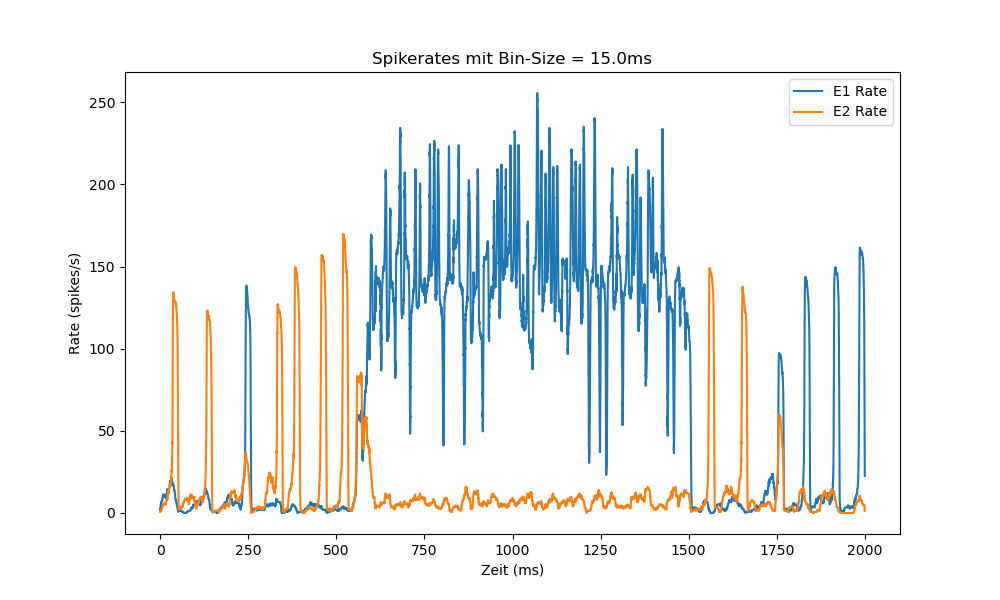 Spikerates mit Bin-Size = 15.0ms
E1 Rate
E2 Rate
Rate (spikes/s)
250
200
150
100
50
0
0 250 500 750 1000 1250 1500 1750 2000
Zeit (ms)